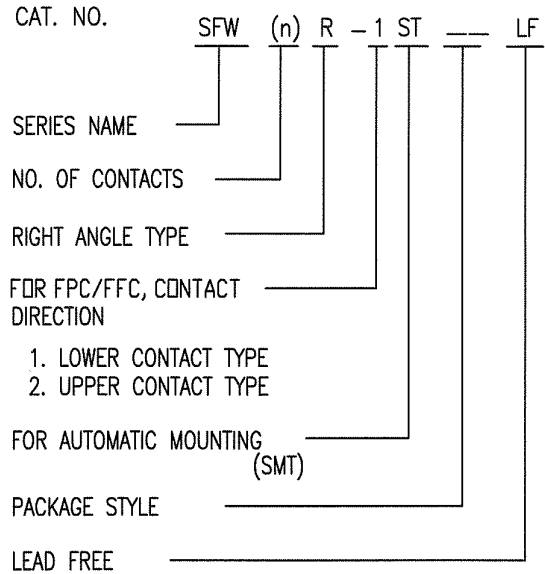 CAT. NO. SFW (n) R - 1 ST __ LF
SERIES NAME
NO. OF CONTACTS
RIGHT ANGLE TYPE
FOR FPC/FFC, CONTACT
DIRECTION
1. LOWER CONTACT TYPE
2. UPPER CONTACT TYPE
FOR AUTOMATIC MOUNTING
(SMT)
PACKAGE STYLE
LEAD FREE